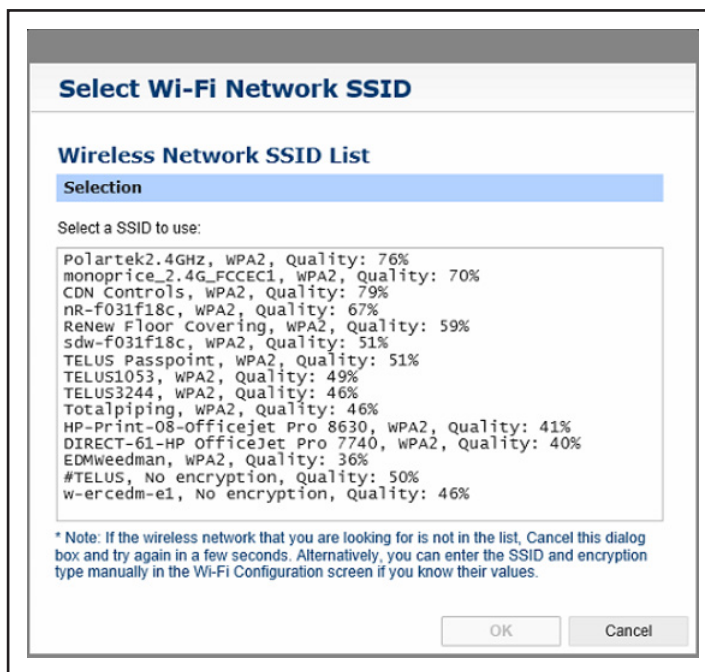 Select Wi-Fi Network SSID
Wireless Network SSID List
Selection
Select a SSID to use:
Polartek2.4GHz, WPA2, Quality: 76%
monoprice_2.4G_FCCEC1, WPA2, Quality: 70%
CDN Controls, WPA2, Quality: 79%
nR-f031f18c, WPA2, Quality: 67%
ReNew Floor Covering, WPA2, Quality: 59%
sdw-f031f18c, WPA2, Quality: 51%
TELUS Passpoint, WPA2, Quality: 51%
TELUS1053, WPA2, Quality: 49%
TELUS3244, WPA2, Quality: 46%
Totalpiping, WPA2, Quality: 46%
HP-Print-08-Officejet Pro 8630, WPA2, Quality: 41%
DIRECT-61-HP OfficeJet Pro 7740, WPA2, Quality: 40%
EDMWeedman, WPA2, Quality: 36%
#TELUS, No encryption, Quality: 50%
w-ercedm-e1, No encryption, Quality: 46%
* Note: If the wireless network that you are looking for is not in the list, Cancel this dialog
box and try again in a few seconds. Alternatively, you can enter the SSID and encryption
type manually in the Wi-Fi Configuration screen if you know their values.
OK Cancel